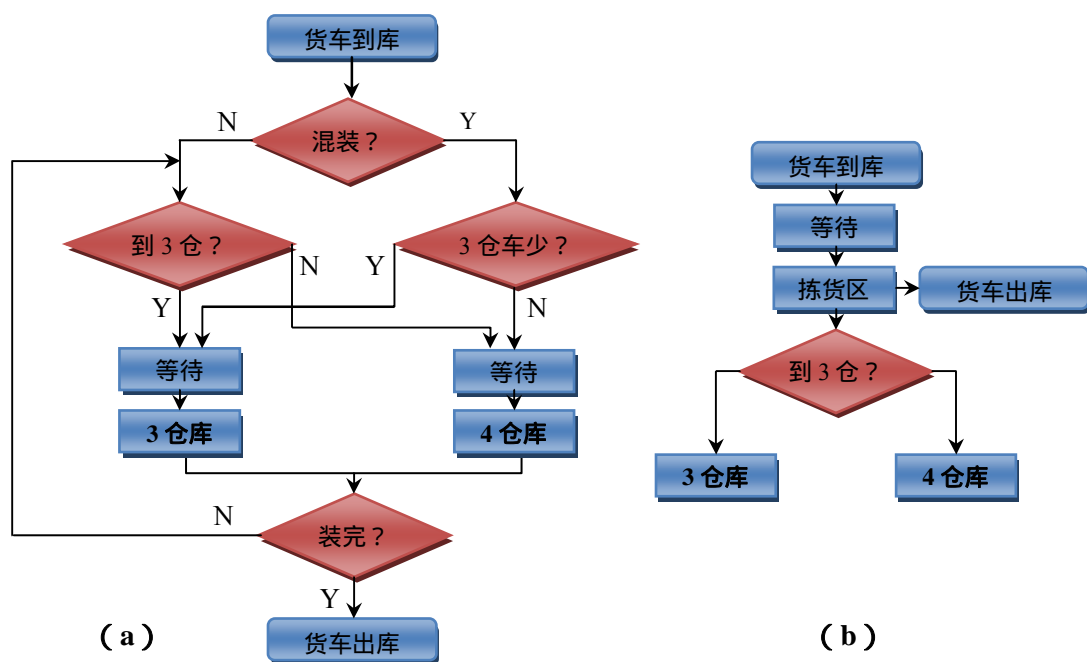 货车到库
混装？
N
Y
到 3 仓？
3 仓车少？
N
Y
Y
N
等待
等待
3 仓库
4 仓库
装完？
N
Y
货车出库
（a）
货车到库
等待
拣货区
货车出库
到 3 仓？
3 仓库
4 仓库
（b）